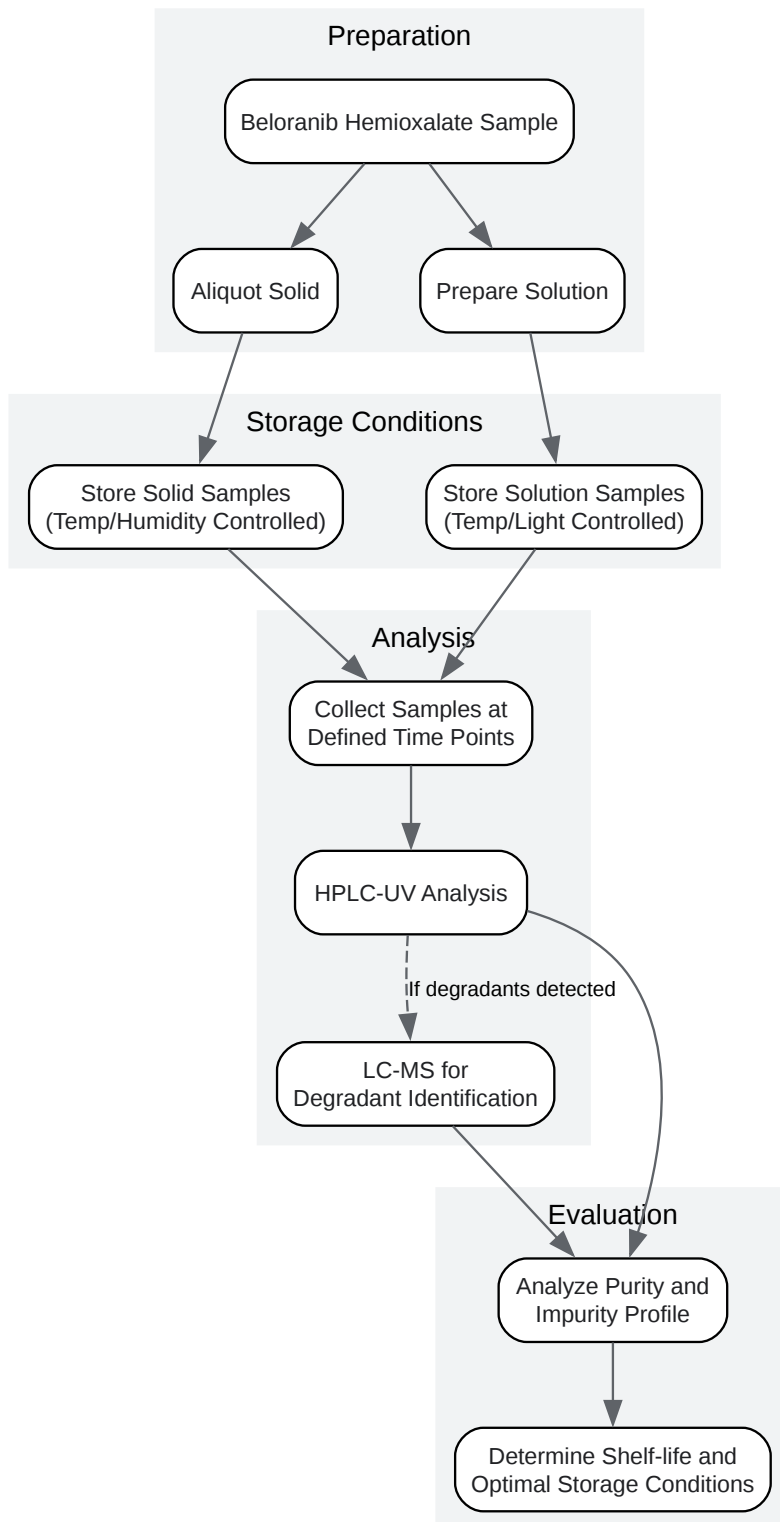 Preparation
Beloranib Hemioxalate Sample
Aliquot Solid
Prepare Solution
Storage Conditions
Store Solid Samples
(Temp/Humidity Controlled)
Store Solution Samples
(Temp/Light Controlled)
Analysis
Collect Samples at
Defined Time Points
HPLC-UV Analysis
If degradants detected
LC-MS for
Degradant Identification
Evaluation
Analyze Purity and
Impurity Profile
Determine Shelf-life and
Optimal Storage Conditions